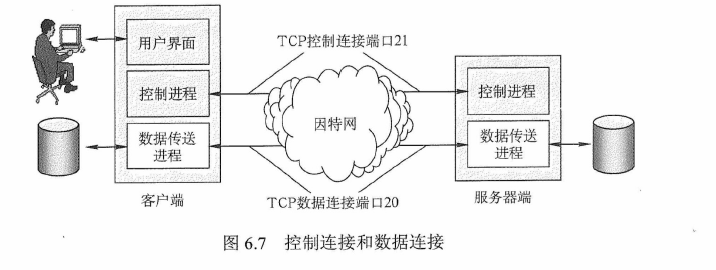 TCP控制连接端口21
用户界面
控制进程
数据传送
进程
因特网
控制进程
数据传送
进程
客户端
TCP数据连接端口20
服务器端
图 6.7 控制连接和数据连接